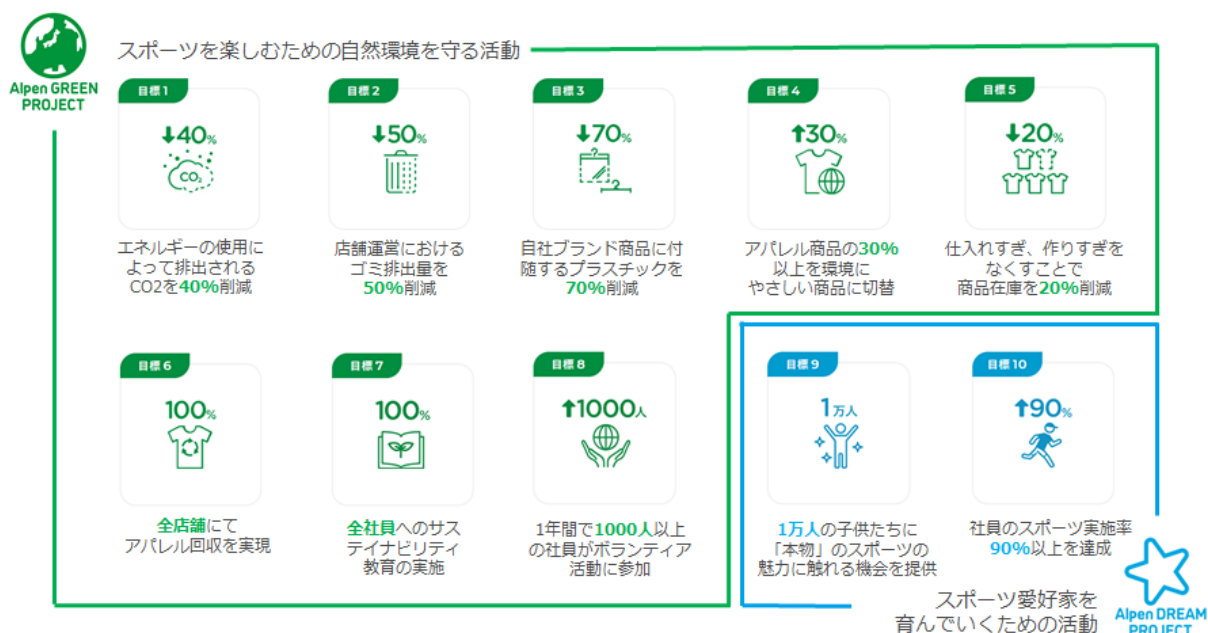 Alpen GREEN
PROJECT
スポーツを楽しむための自然環境を守る活動
目標1
↓40%
CO₂
エネルギーの使用に
よって排出される
CO2を40%削減
目標2
↓50%
店舗運営における
ゴミ排出量を
50%削減
目標3
↓70%
自社ブランド商品に付
随するプラスチックを
70%削減
目標4
↑30%
アパレル商品の30%
以上を環境に
やさしい商品に切替
目標5
↓20%
仕入れすぎ、作りすぎを
なくすことで
商品在庫を20%削減
目標6
100%
全店舗にて
アパレル回収を実現
目標7
100%
全社員へのサス
テイナビリティ
教育の実施
目標8
↑1000人
1年間で1000人以上
の社員がボランティア
活動に参加
目標9
1万人
1万人の子供たちに
「本物」のスポーツの
魅力に触れる機会を提供
目標10
↑90%
社員のスポーツ実施率
90%以上を達成
スポーツ愛好家を
育んでいくための活動
Alpen DREAM
PROJECT